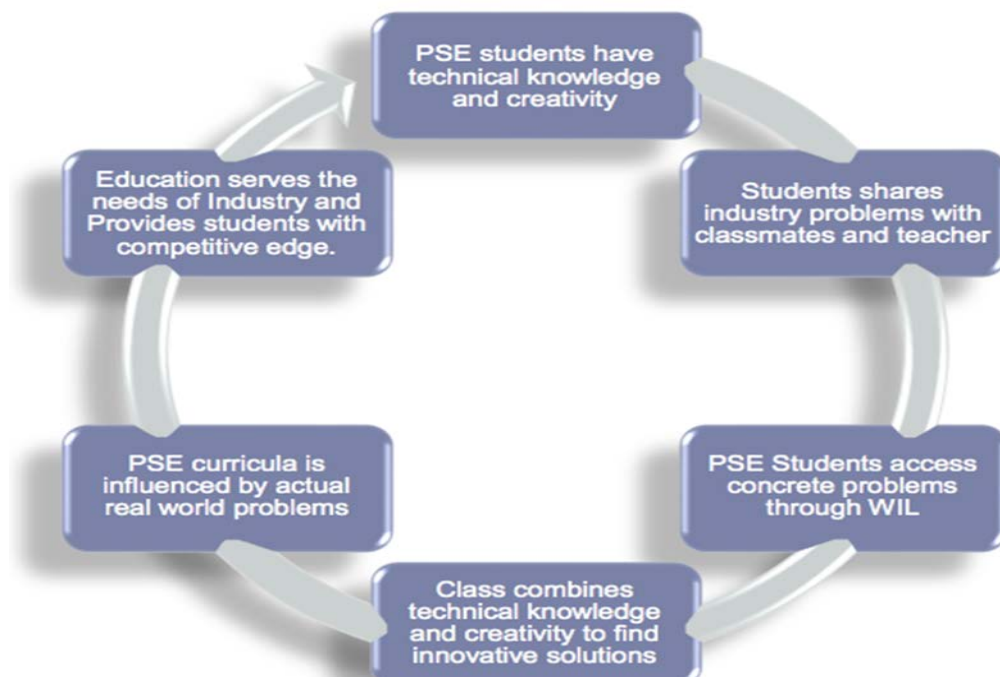 PSE students have
technical knowledge
and creativity
Students shares
industry problems with
classmates and teacher
PSE Students access
concrete problems
through WIL
Class combines
technical knowledge
and creativity to find
innovative solutions
PSE curricula is
influenced by actual
real world problems
Education serves the
needs of Industry and
Provides students with
competitive edge.